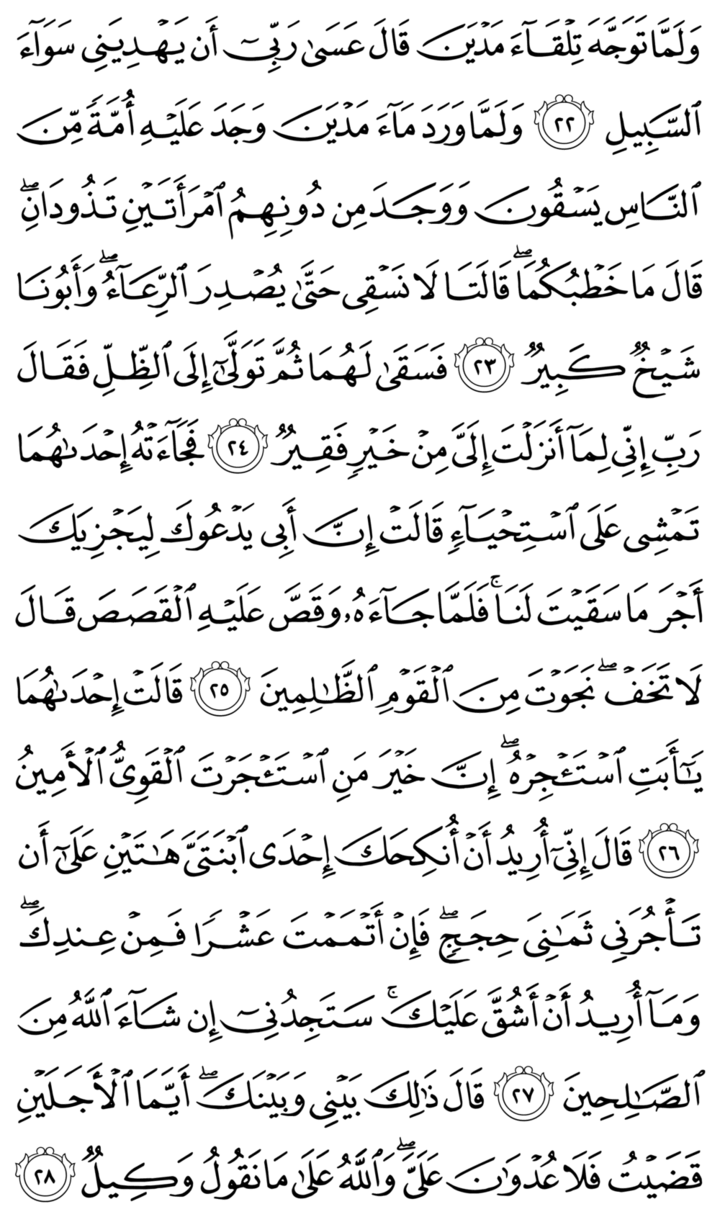 وَلَمَّا تَوَجَّهَ تِلۡقَآءَ مَدۡيَنَ قَالَ عَسَىٰ رَبِّيٓ أَن يَهۡدِيَنِي سَوَآءَ
ٱلسَّبِيلِ ٢٢ وَلَمَّا وَرَدَ مَآءَ مَدۡيَنَ وَجَدَ عَلَيۡهِ أُمَّةٗ مِّنَ
ٱلنَّاسِ يَسۡقُونَ وَوَجَدَ مِن دُونِهِمُ ٱمۡرَأَتَيۡنِ تَذُودَانِۖ
قَالَ مَا خَطۡبُكُمَاۖ قَالَتَا لَا نَسۡقِي حَتَّىٰ يُصۡدِرَ ٱلرِّعَآءُۖ وَأَبُونَا
شَيۡخٞ كَبِيرٞ ٢٣ فَسَقَىٰ لَهُمَا ثُمَّ تَوَلَّىٰٓ إِلَى ٱلظِّلِّ فَقَالَ
رَبِّ إِنِّي لِمَآ أَنزَلۡتَ إِلَيَّ مِنۡ خَيۡرٖ فَقِيرٞ ٢٤ فَجَآءَتۡهُ إِحۡدَىٰهُمَا
تَمۡشِي عَلَى ٱسۡتِحۡيَآءٖ قَالَتۡ إِنَّ أَبِي يَدۡعُوكَ لِيَجۡزِيَكَ
أَجۡرَ مَا سَقَيۡتَ لَنَاۚ فَلَمَّا جَآءَهُۥ وَقَصَّ عَلَيۡهِ ٱلۡقَصَصَ قَالَ
لَا تَخَفۡۖ نَجَوۡتَ مِنَ ٱلۡقَوۡمِ ٱلظَّٰلِمِينَ ٢٥ قَالَتۡ إِحۡدَىٰهُمَا
يَٰٓأَبَتِ ٱسۡتَـٔۡجِرۡهُۖ إِنَّ خَيۡرَ مَنِ ٱسۡتَـٔۡجَرۡتَ ٱلۡقَوِيُّ ٱلۡأَمِينُ
٢٦ قَالَ إِنِّيٓ أُرِيدُ أَنۡ أُنكِحَكَ إِحۡدَى ٱبۡنَتَيَّ هَٰتَيۡنِ عَلَىٰٓ أَن
تَأۡجُرَنِي ثَمَٰنِيَ حِجَجٖۖ فَإِنۡ أَتۡمَمۡتَ عَشۡرٗا فَمِنۡ عِندِكَۖ
وَمَآ أُرِيدُ أَنۡ أَشُقَّ عَلَيۡكَۚ سَتَجِدُنِيٓ إِن شَآءَ ٱللَّهُ مِنَ
ٱلصَّٰلِحِينَ ٢٧ قَالَ ذَٰلِكَ بَيۡنِي وَبَيۡنَكَۖ أَيَّمَا ٱلۡأَجَلَيۡنِ
قَضَيۡتُ فَلَا عُدۡوَٰنَ عَلَيَّۖ وَٱللَّهُ عَلَىٰ مَا نَقُولُ وَكِيلٞ ٢٨